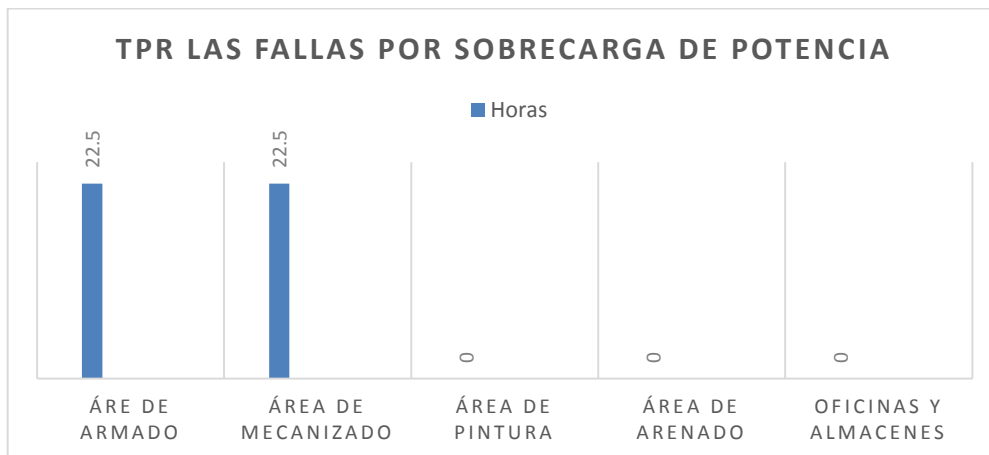 TPR LAS FALLAS POR SOBRECARGA DE POTENCIA
Horas
22.5
22.5
0
0
0
ÁRE DE
ARMADO
ÁREA DE
MECANIZADO
ÁREA DE
PINTURA
ÁREA DE
ARENADO
OFICINAS Y
ALMACENES